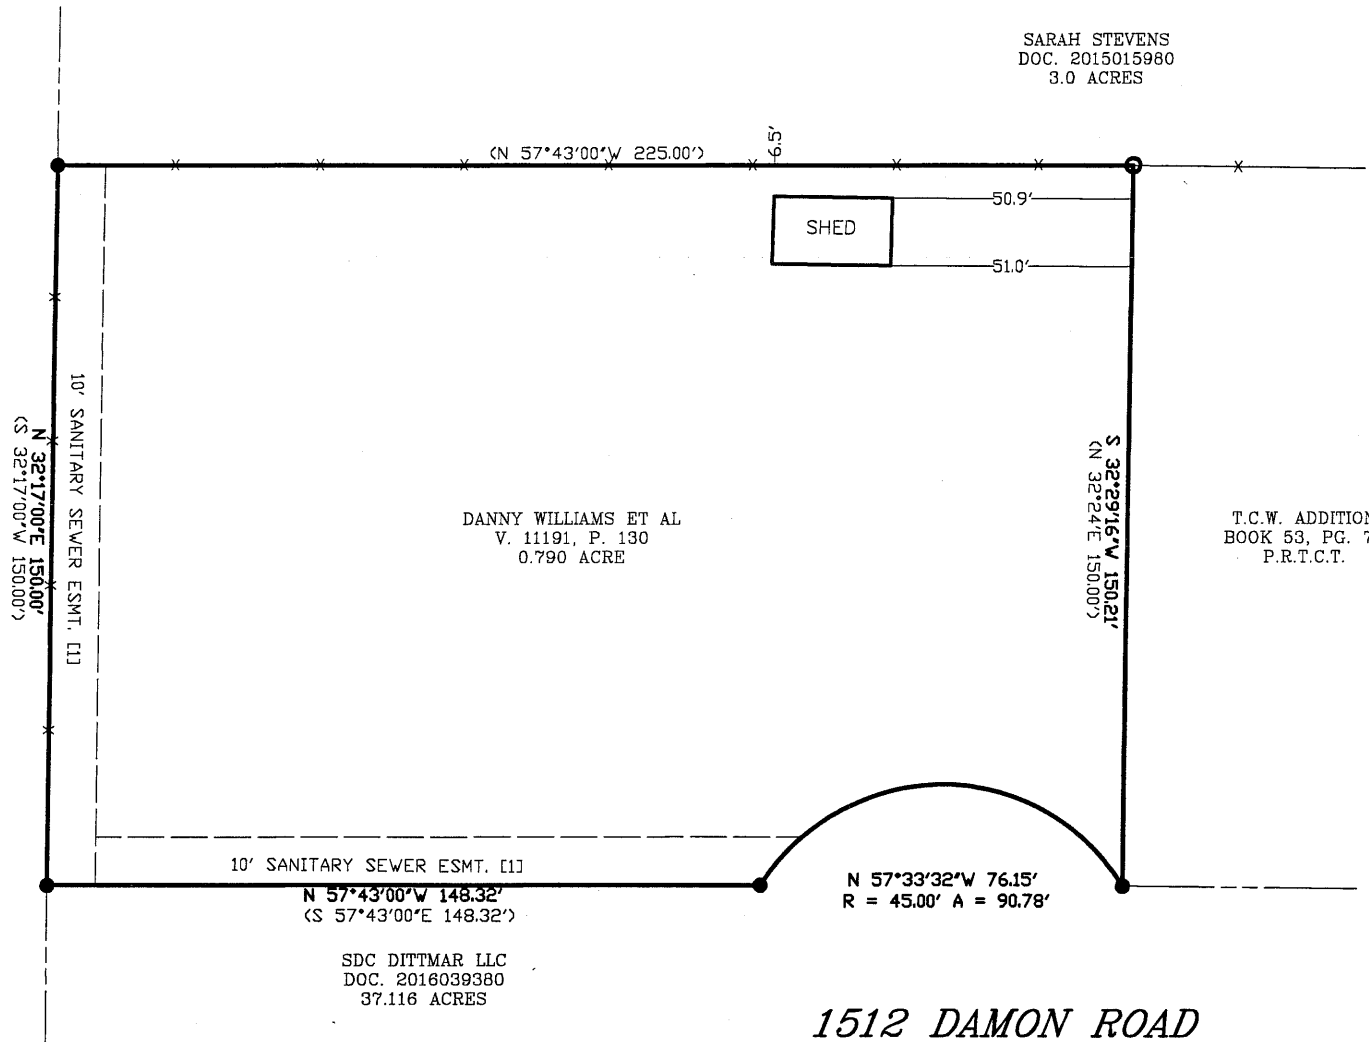 SARAH STEVENS
DOC. 2015015980
3.0 ACRES
(N 57°43'00"W 225.00')
6.5'
50.9'
SHED
51.0'
10' SANITARY SEWER ESMT. [1]
N 32°17'00"E 150.00'
(S 32°17'00"W 150.00')
DANNY WILLIAMS ET AL
V. 11191, P. 130
0.790 ACRE
S 32°29'16"W 150.21'
(N 32°24'E 150.00')
T.C.W. ADDITION
BOOK 53, PG. 7
P.R.T.C.T.
10' SANITARY SEWER ESMT. [1]
N 57°43'00"W 148.32'
(S 57°43'00"E 148.32')
N 57°33'32"W 76.15'
R = 45.00' A = 90.78'
SDC DITTMAR LLC
DOC. 2016039380
37.116 ACRES
1512 DAMON ROAD